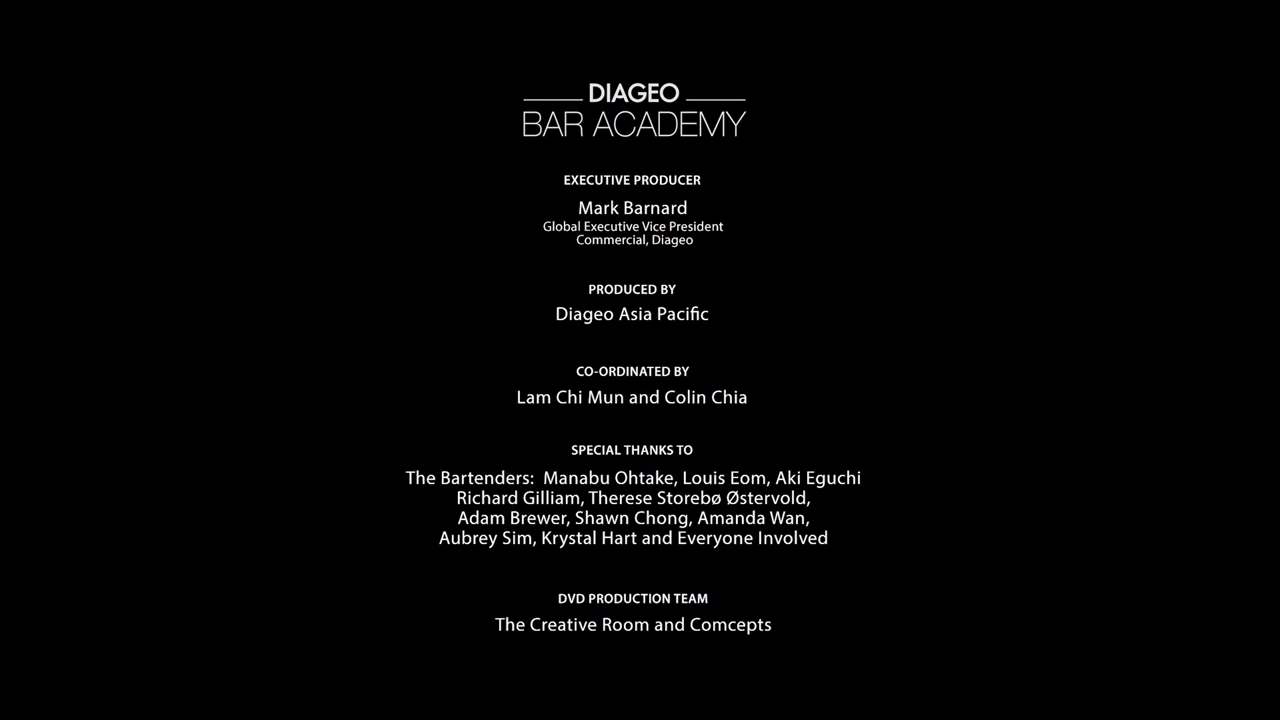 DIAGEO
BAR ACADEMY
EXECUTIVE PRODUCER
Mark Barnard
Global Executive Vice President
Commercial, Diageo
PRODUCED BY
Diageo Asia Pacific
CO-ORDINATED BY
Lam Chi Mun and Colin Chia
SPECIAL THANKS TO
The Bartenders: Manabu Ohtake, Louis Eom, Aki Eguchi
Richard Gilliam, Therese Storebø Østervold,
Adam Brewer, Shawn Chong, Amanda Wan,
Aubrey Sim, Krystal Hart and Everyone Involved
DVD PRODUCTION TEAM
The Creative Room and Comcepts